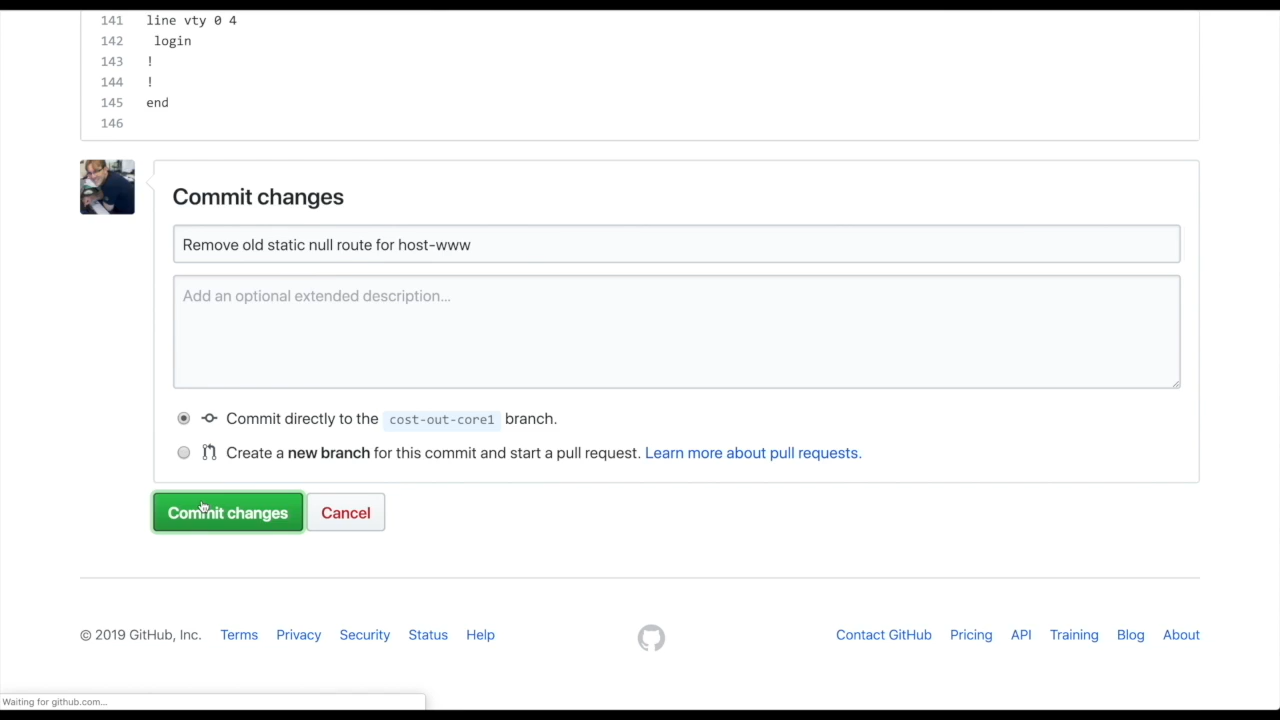 141 line vty 0 4
142 login
143 !
144 !
145 end
146
Commit changes
Remove old static null route for host-www
Add an optional extended description...
Commit directly to the cost-out-core1 branch.
Create a new branch for this commit and start a pull request. Learn more about pull requests.
Commit changes Cancel
© 2019 GitHub, Inc. Terms Privacy Security Status Help Contact GitHub Pricing API Training Blog About
Waiting for github.com...